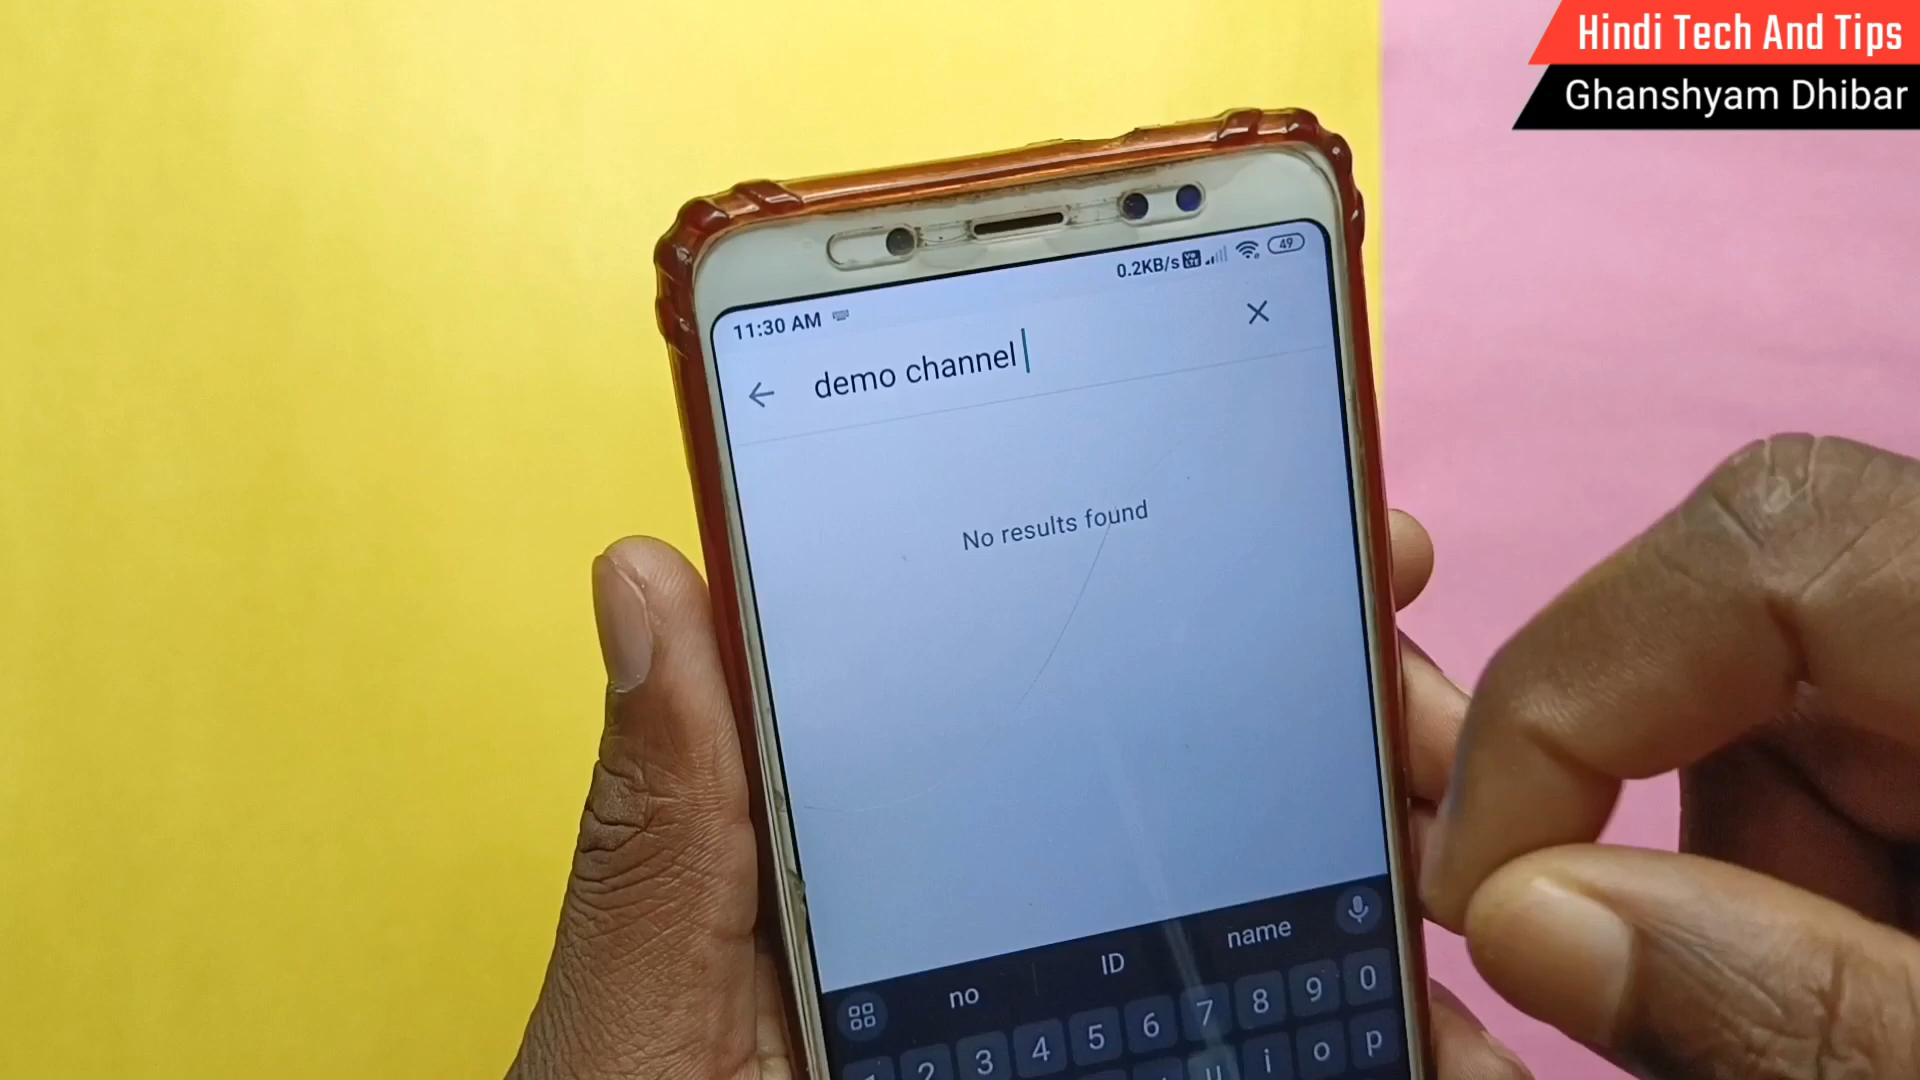 Hindi Tech And Tips
Ghanshyam Dhibar
0.2KB/s 49
11:30 AM
demo channel
No results found
no ID name
2 3 4 5 6 7 8 9 0
u i o p